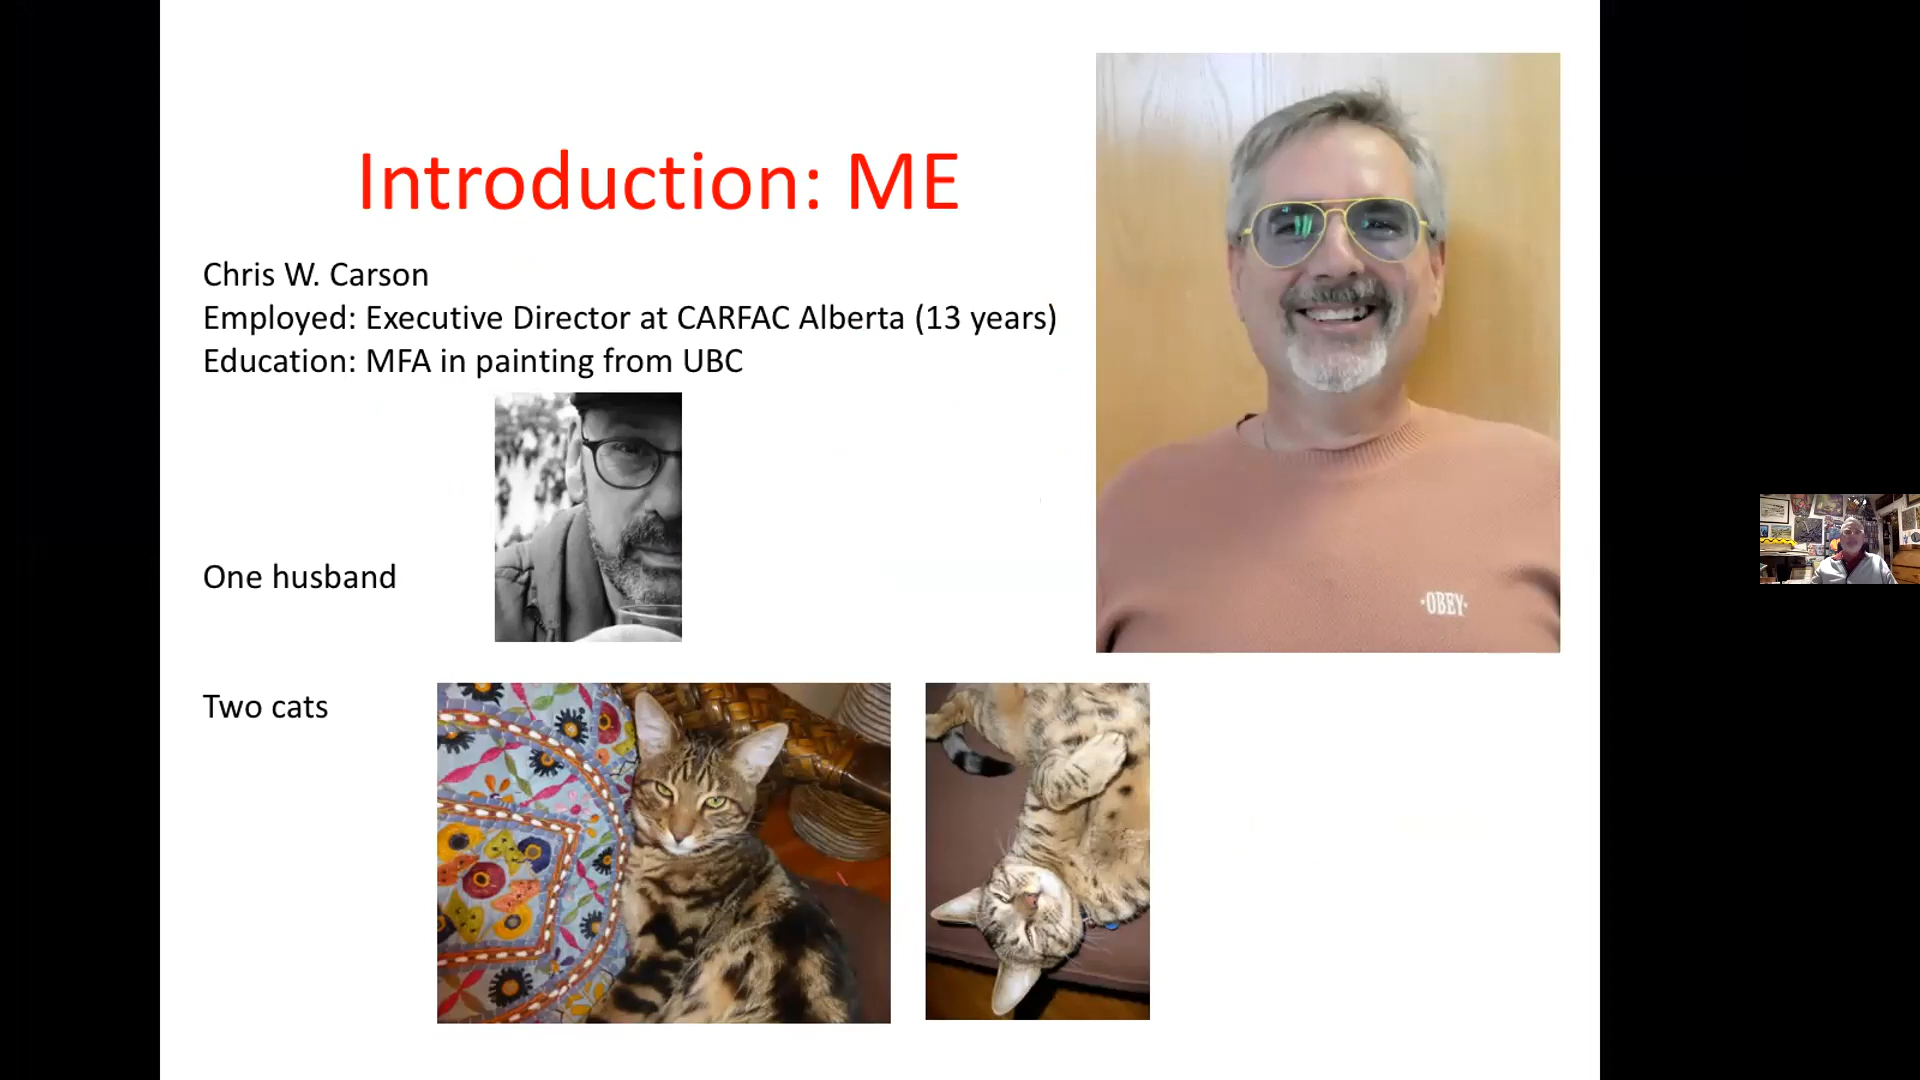 Introduction: ME
Chris W. Carson
Employed: Executive Director at CARFAC Alberta (13 years)
Education: MFA in painting from UBC
One husband
·OBEY·
Two cats